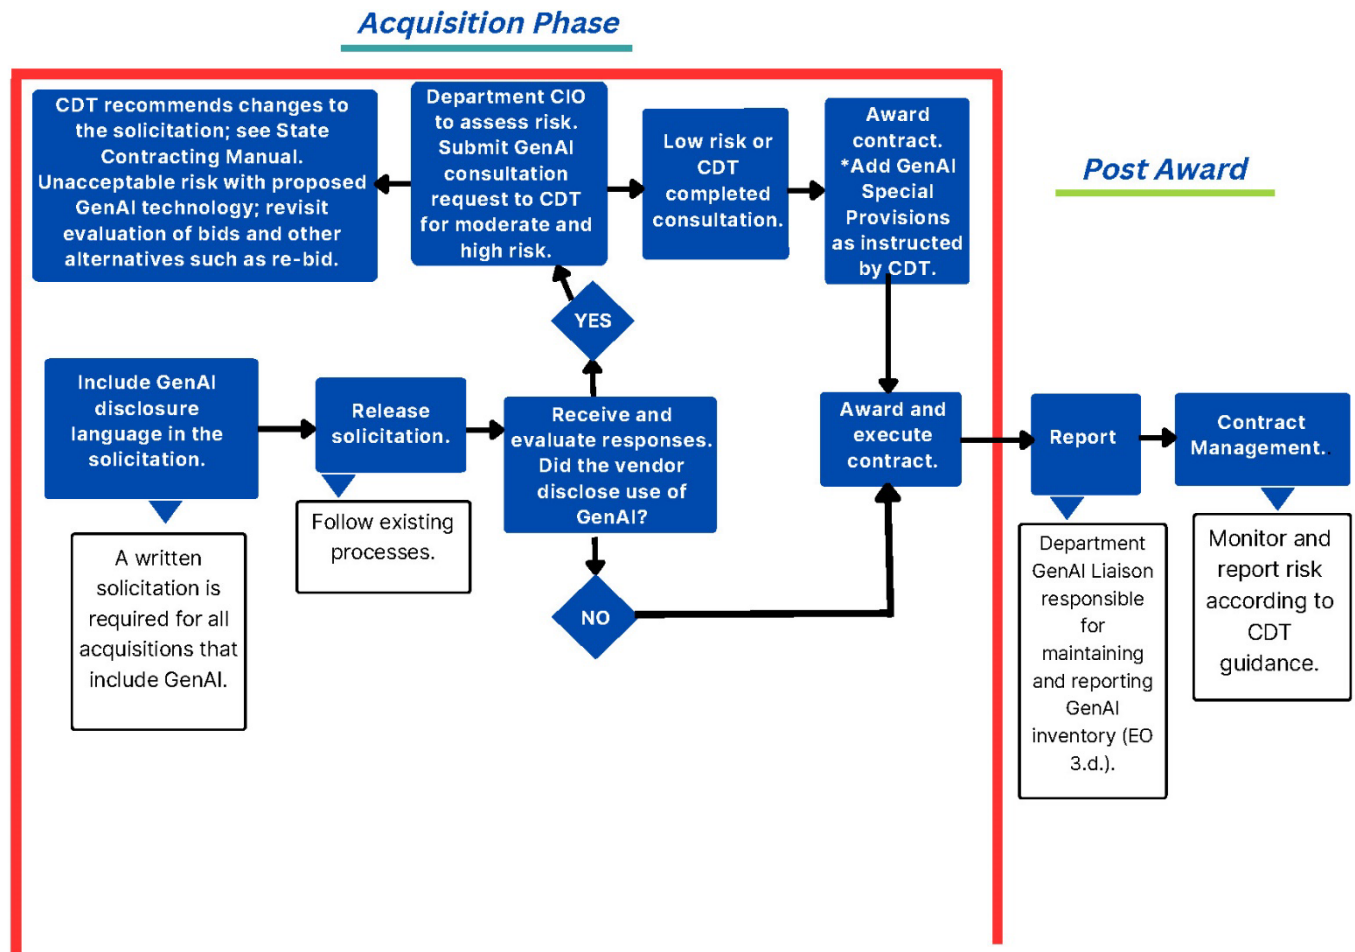 Acquisition Phase
CDT recommends changes to
the solicitation; see State
Contracting Manual.
Unacceptable risk with proposed
GenAI technology; revisit
evaluation of bids and other
alternatives such as re-bid.
Department CIO
to assess risk.
Submit GenAI
consultation
request to CDT
for moderate and
high risk.
Low risk or
CDT
completed
consultation.
Award
contract.
*Add GenAI
Special
Provisions
as instructed
by CDT.
Post Award
YES
Include GenAI
disclosure
language in the
solicitation.
Release
solicitation.
Receive and
evaluate responses.
Did the vendor
disclose use of
GenAI?
Award and
execute
contract.
Report
Contract
Management..
A written
solicitation is
required for all
acquisitions that
include GenAI.
Follow existing
processes.
NO
Department
GenAI Liaison
responsible
for
maintaining
and reporting
GenAI
inventory (EO
3.d.).
Monitor and
report risk
according to
CDT
guidance.